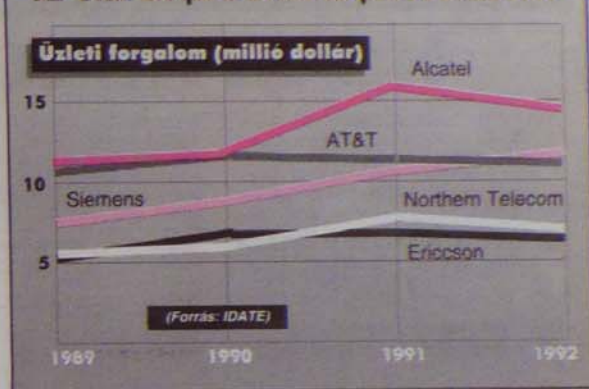 Üzleti forgalom (millió dollár)
Alcatel
15
AT&T
10
Siemens
Northern Telecom
5
Ericcson
(Forrás: IDATE)
1989 1990 1991 1992